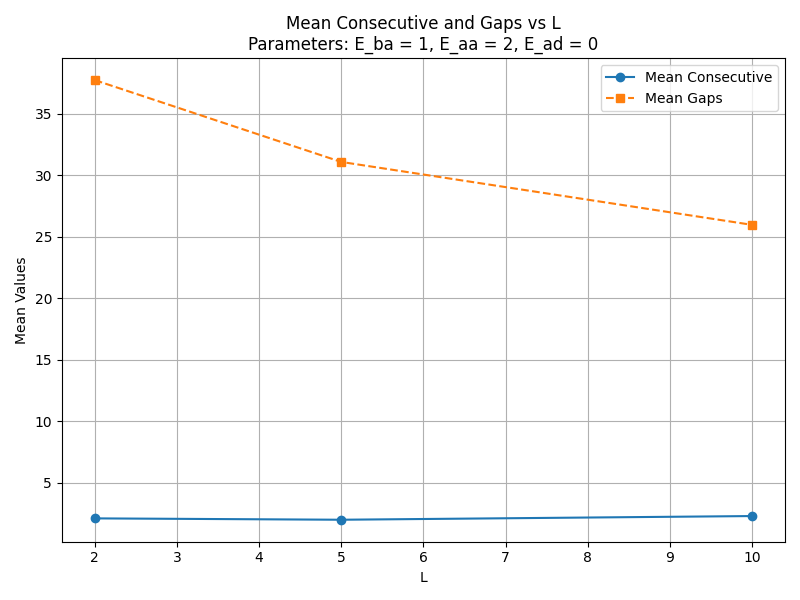 Mean Consecutive and Gaps vs L
Parameters: E_ba = 1, E_aa = 2, E_ad = 0
Mean Consecutive
Mean Gaps
Mean Values
35
30
25
20
15
10
5
2 3 4 5 6 7 8 9 10
L